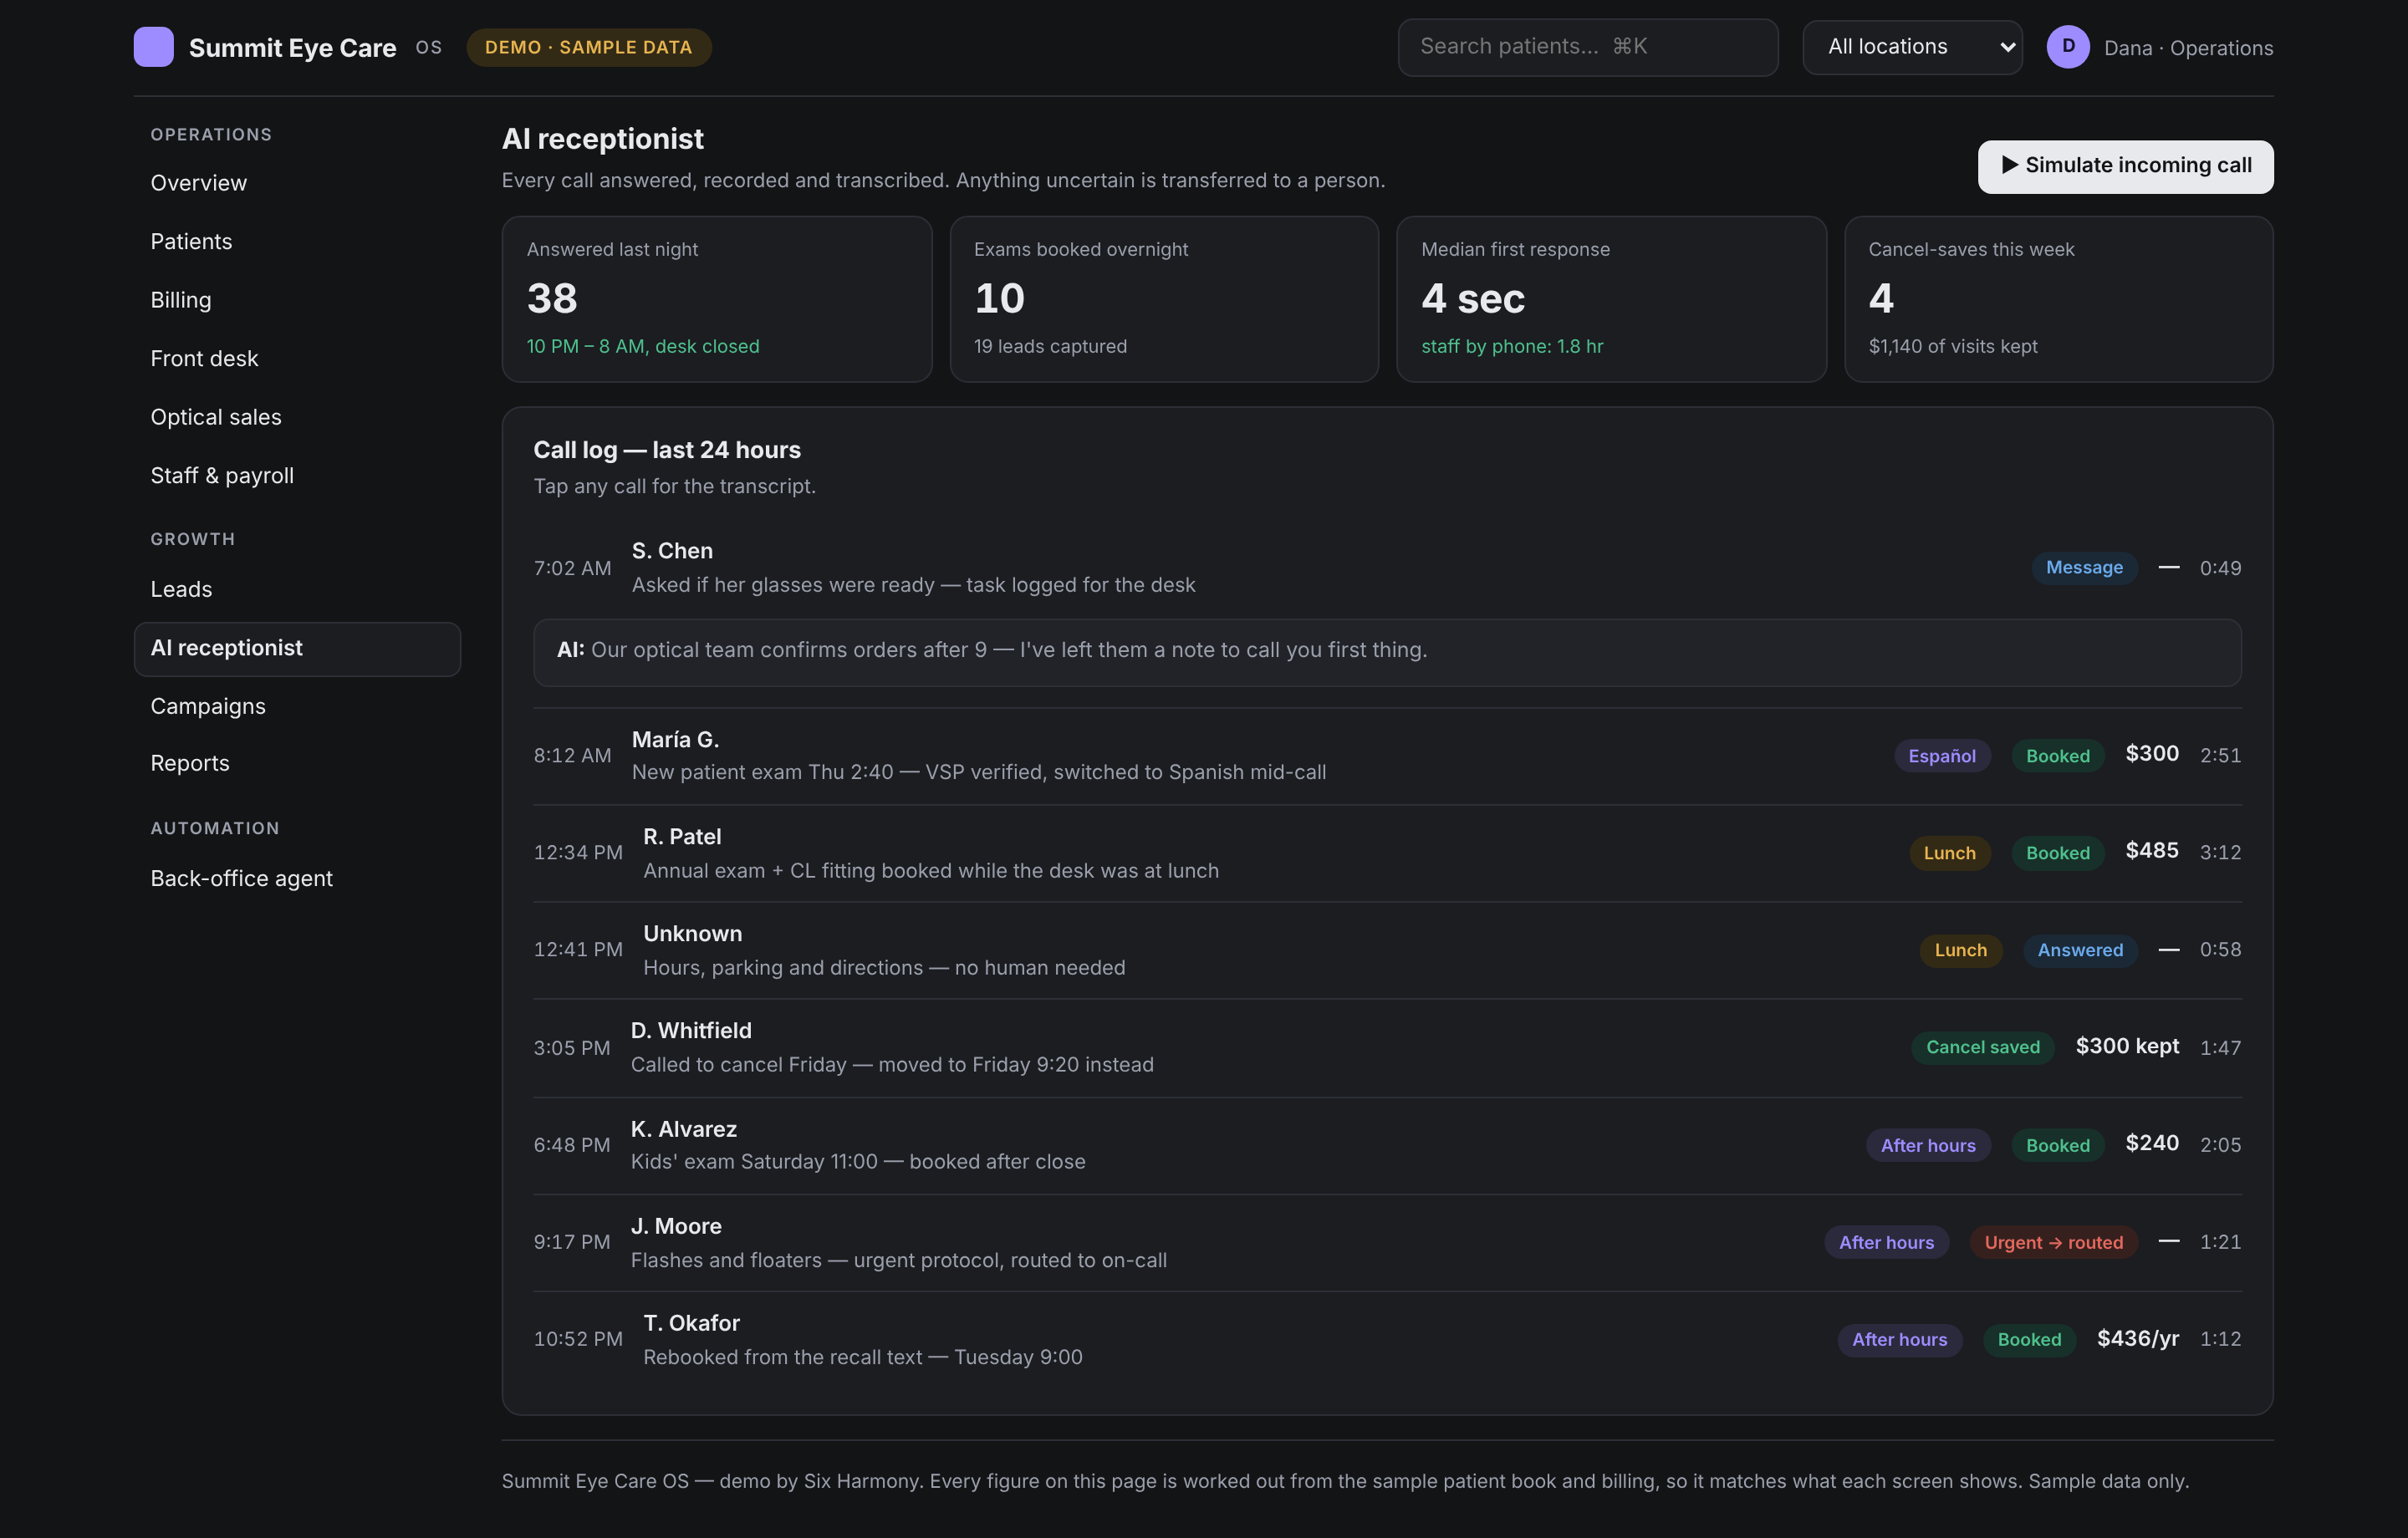 Summit Eye Care OS DEMO · SAMPLE DATA Search patients... ⌘K All locations D Dana · Operations
OPERATIONS
Overview
Patients
Billing
Front desk
Optical sales
Staff & payroll
GROWTH
Leads
AI receptionist
Campaigns
Reports
AUTOMATION
Back-office agent
AI receptionist
Every call answered, recorded and transcribed. Anything uncertain is transferred to a person.
▶ Simulate incoming call
Answered last night
38
10 PM – 8 AM, desk closed
Exams booked overnight
10
19 leads captured
Median first response
4 sec
staff by phone: 1.8 hr
Cancel-saves this week
4
$1,140 of visits kept
Call log — last 24 hours
Tap any call for the transcript.
7:02 AM S. Chen Message — 0:49
Asked if her glasses were ready — task logged for the desk
AI: Our optical team confirms orders after 9 — I've left them a note to call you first thing.
8:12 AM María G. Español Booked $300 2:51
New patient exam Thu 2:40 — VSP verified, switched to Spanish mid-call
12:34 PM R. Patel Lunch Booked $485 3:12
Annual exam + CL fitting booked while the desk was at lunch
12:41 PM Unknown Lunch Answered — 0:58
Hours, parking and directions — no human needed
3:05 PM D. Whitfield Cancel saved $300 kept 1:47
Called to cancel Friday — moved to Friday 9:20 instead
6:48 PM K. Alvarez After hours Booked $240 2:05
Kids' exam Saturday 11:00 — booked after close
9:17 PM J. Moore After hours Urgent → routed — 1:21
Flashes and floaters — urgent protocol, routed to on-call
10:52 PM T. Okafor After hours Booked $436/yr 1:12
Rebooked from the recall text — Tuesday 9:00
Summit Eye Care OS — demo by Six Harmony. Every figure on this page is worked out from the sample patient book and billing, so it matches what each screen shows. Sample data only.